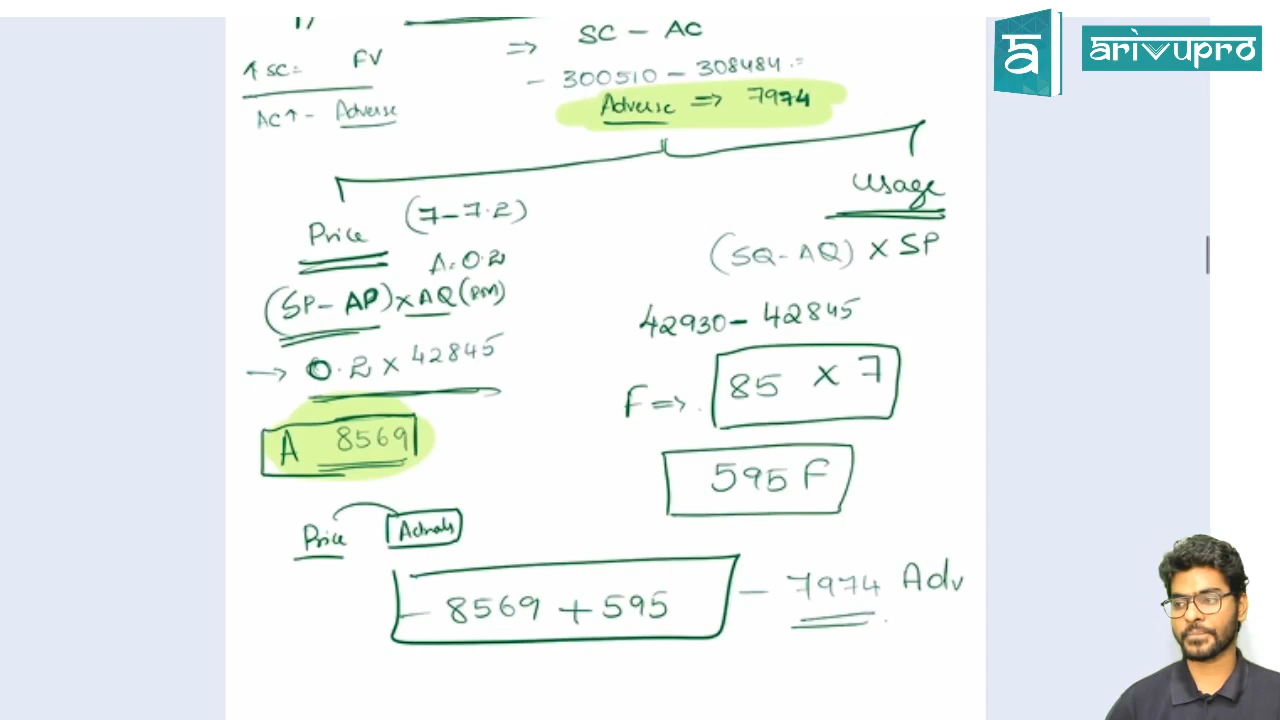 ā arivupro
⇒ SC - AC
↑ SC = FV
- 300510 - 308484 =
AC ↑ - Adverse
Adverse ⇒ 7974
Usage
(7-7.2)
Price
A. 0.2
(SQ - AQ) × SP
(SP - AP) × AQ (RM)
42930 - 42845
→ 0.2 × 42845
F ⇒ 85 × 7
A 8569
595 F
Price Actuals
- 8569 + 595 - 7974 Adv